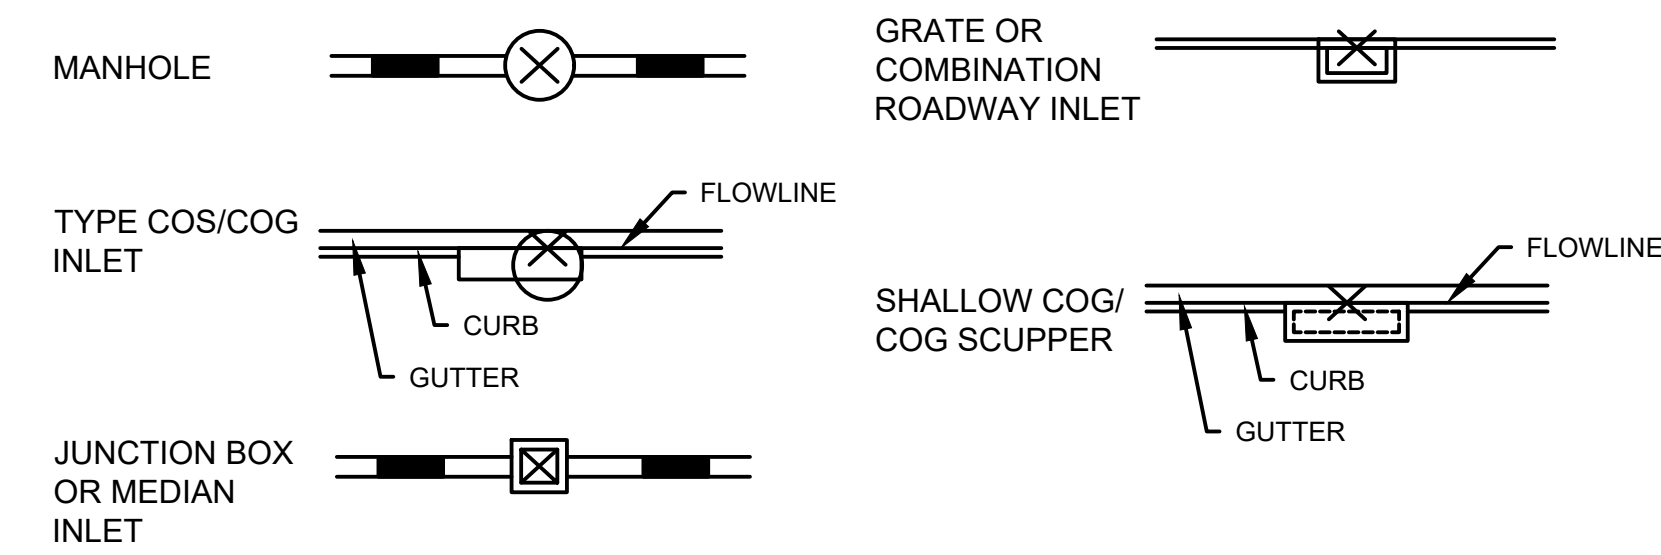 MANHOLE
TYPE COS/COG
INLET
FLOWLINE
CURB
GUTTER
JUNCTION BOX
OR MEDIAN
INLET
GRATE OR
COMBINATION
ROADWAY INLET
SHALLOW COG/
COG SCUPPER
FLOWLINE
CURB
GUTTER